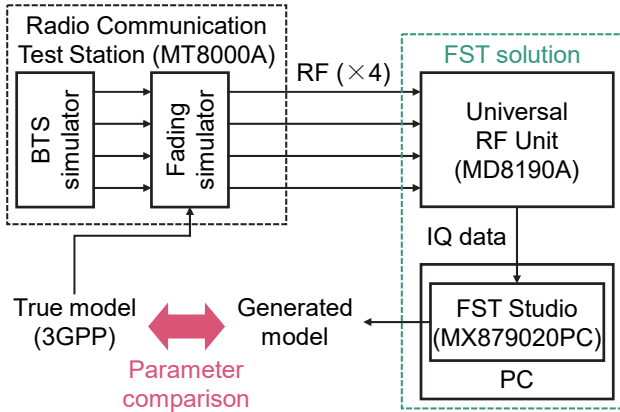 Radio Communication
Test Station (MT8000A)
BTS
simulator
Fading
simulator
RF (×4)
FST solution
Universal
RF Unit
(MD8190A)
IQ data
FST Studio
(MX879020PC)
PC
True model
(3GPP)
Generated
model
Parameter
comparison